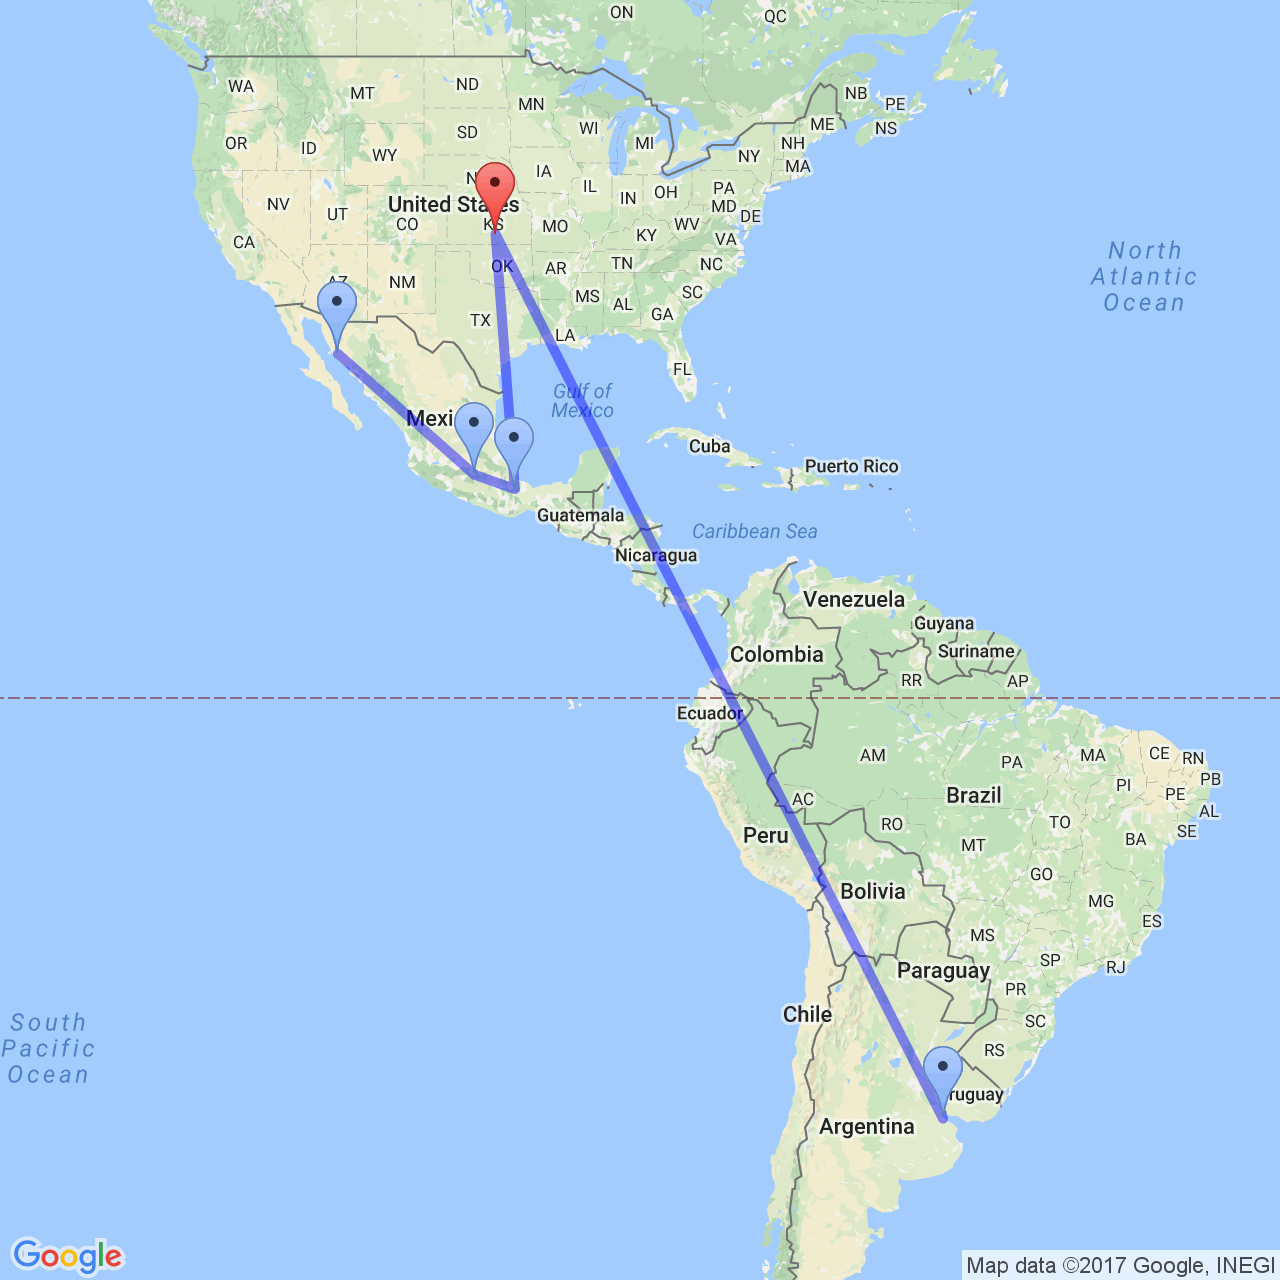 ON
QC
WA
MT
ND
MN
NB
PE
NS
ME
OR
ID
SD
WI
MI
NY
NH
MA
WY
IA
NV
UT
CO
United States
KS
IL
IN
OH
PA
MD
DE
MO
WV
VA
KY
CA
AZ
NM
OK
AR
TN
NC
SC
MS
AL
GA
TX
LA
FL
North
Atlantic
Ocean
Gulf of
Mexico
Cuba
Puerto Rico
Guatemala
Caribbean Sea
Nicaragua
Venezuela
Guyana
Suriname
Colombia
RR
AP
Ecuador
AM
PA
MA
CE
RN
PB
PI
PE
AL
SE
AC
Brazil
RO
TO
BA
Peru
MT
GO
Bolivia
MG
ES
MS
SP
RJ
Paraguay
PR
SC
Chile
RS
South
Pacific
Ocean
ruguay
Argentina
Google
Map data ©2017 Google, INEGI